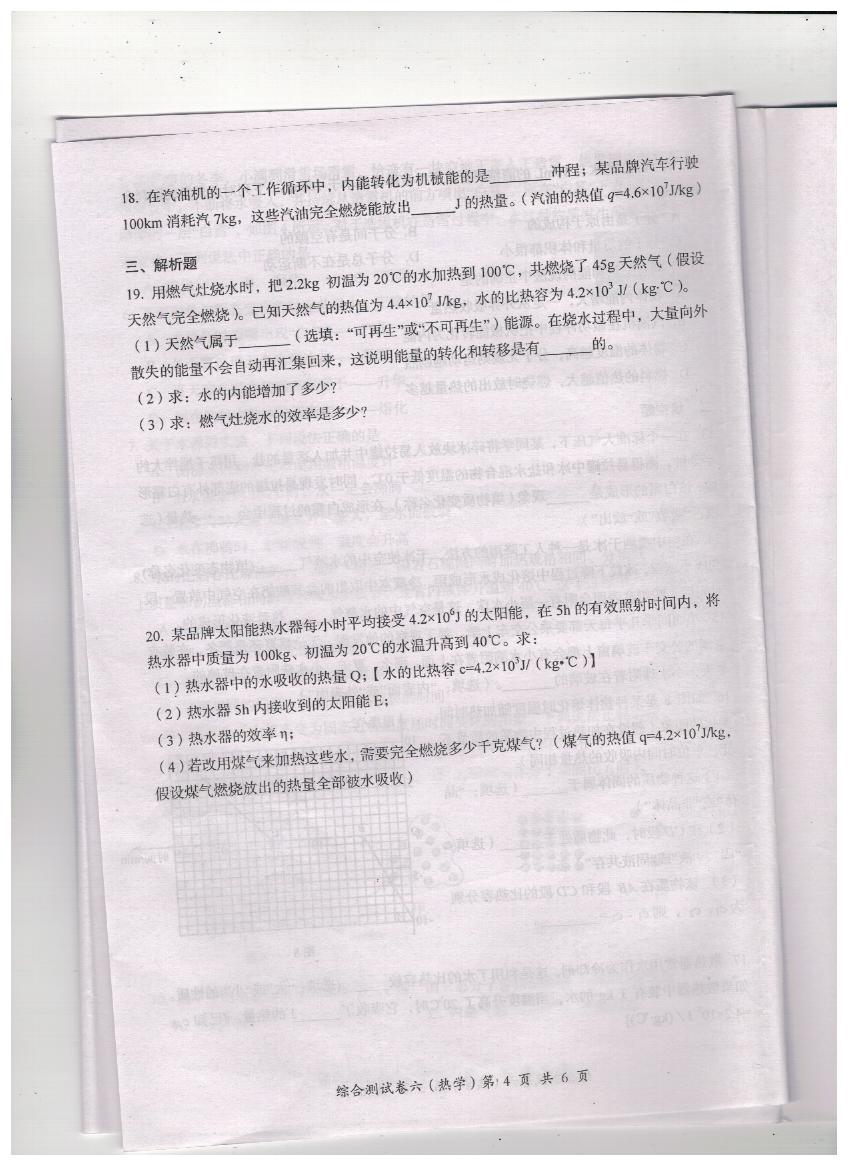 18. 在汽油机的一个工作循环中，内能转化为机械能的是______冲程；某品牌汽车行驶
100km 消耗汽 7kg，这些汽油完全燃烧能放出______J 的热量。（汽油的热值 q=4.6×10⁷J/kg）
三、解析题
19. 用燃气灶烧水时，把 2.2kg 初温为 20℃的水加热到 100℃，共燃烧了 45g 天然气（假设
天然气完全燃烧）。已知天然气的热值为 4.4×10⁷ J/kg，水的比热容为 4.2×10³ J/（kg·℃）。
（1）天然气属于_______（选填：“可再生”或“不可再生”）能源。在烧水过程中，大量向外
散失的能量不会自动再汇集回来，这说明能量的转化和转移是有_______的。
（2）求：水的内能增加了多少？
（3）求：燃气灶烧水的效率是多少？
20. 某品牌太阳能热水器每小时平均接受 4.2×10⁶J 的太阳能，在 5h 的有效照射时间内，将
热水器中质量为 100kg、初温为 20℃的水温升高到 40℃。求：
（1）热水器中的水吸收的热量 Q；【水的比热容 c=4.2×10³J/（kg•℃）】
（2）热水器 5h 内接收到的太阳能 E；
（3）热水器的效率 η；
（4）若改用煤气来加热这些水，需要完全燃烧多少千克煤气？（煤气的热值 q=4.2×10⁷J/kg，
假设煤气燃烧放出的热量全部被水吸收）
综合测试卷六（热学）第 4 页 共 6 页